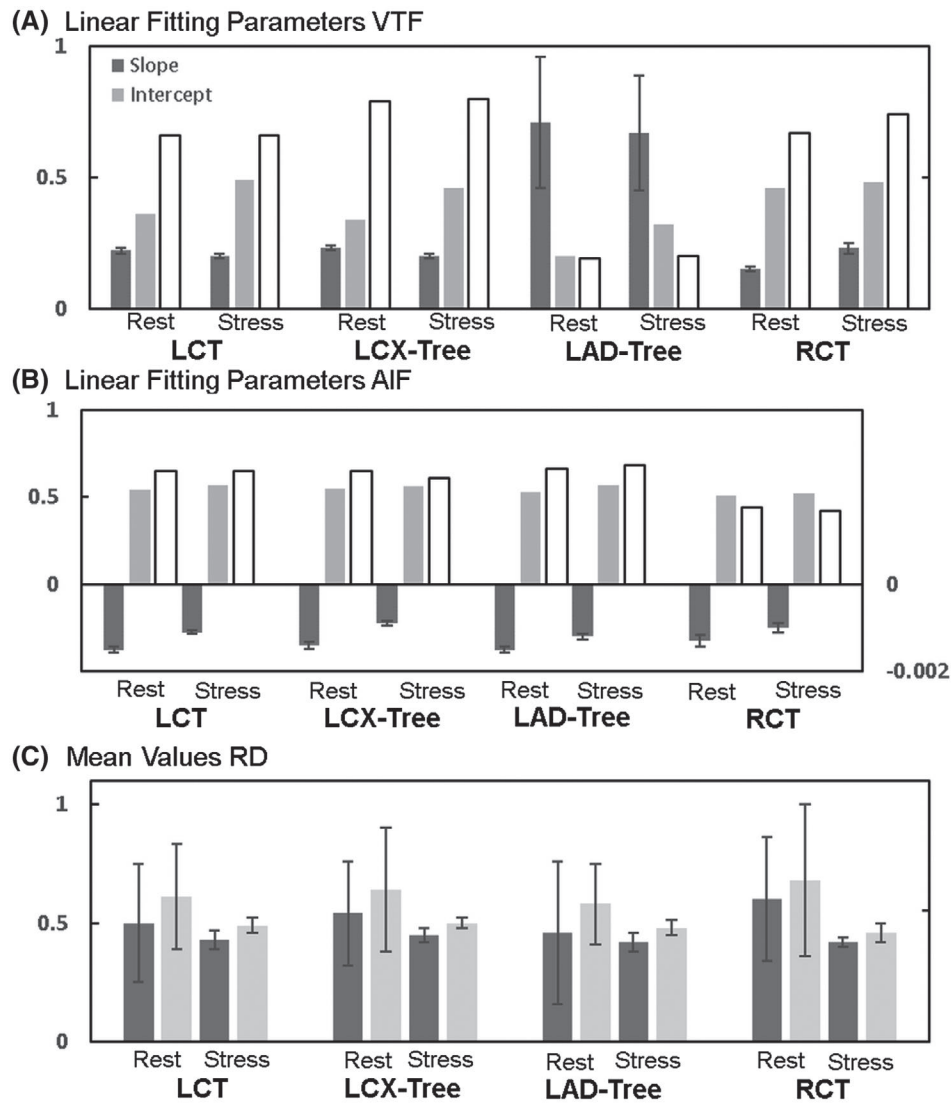 (A) Linear Fitting Parameters VTF
1
Slope
Intercept
0.5
0
Rest Stress Rest Stress Rest Stress Rest Stress
LCT LCX-Tree LAD-Tree RCT
(B) Linear Fitting Parameters AIF
1
0.5
0 0
-0.002
Rest Stress Rest Stress Rest Stress Rest Stress
LCT LCX-Tree LAD-Tree RCT
(C) Mean Values RD
1
0.5
0
Rest Stress Rest Stress Rest Stress Rest Stress
LCT LCX-Tree LAD-Tree RCT